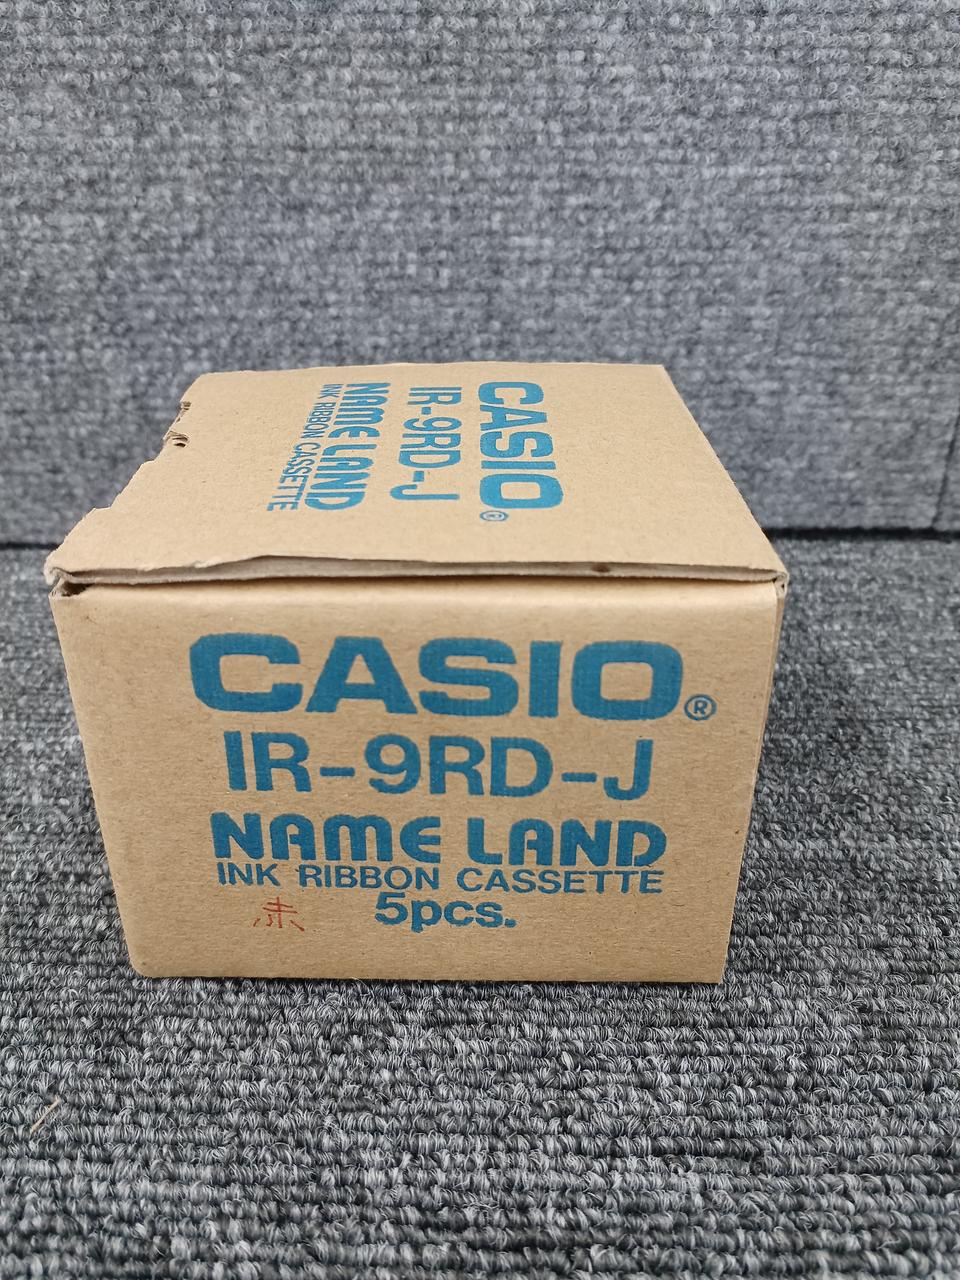 CASIO®
IR-9RD-J
NAME LAND
INK RIBBON CASSETTE
CASIO®
IR-9RD-J
NAME LAND
INK RIBBON CASSETTE
5pcs.
赤